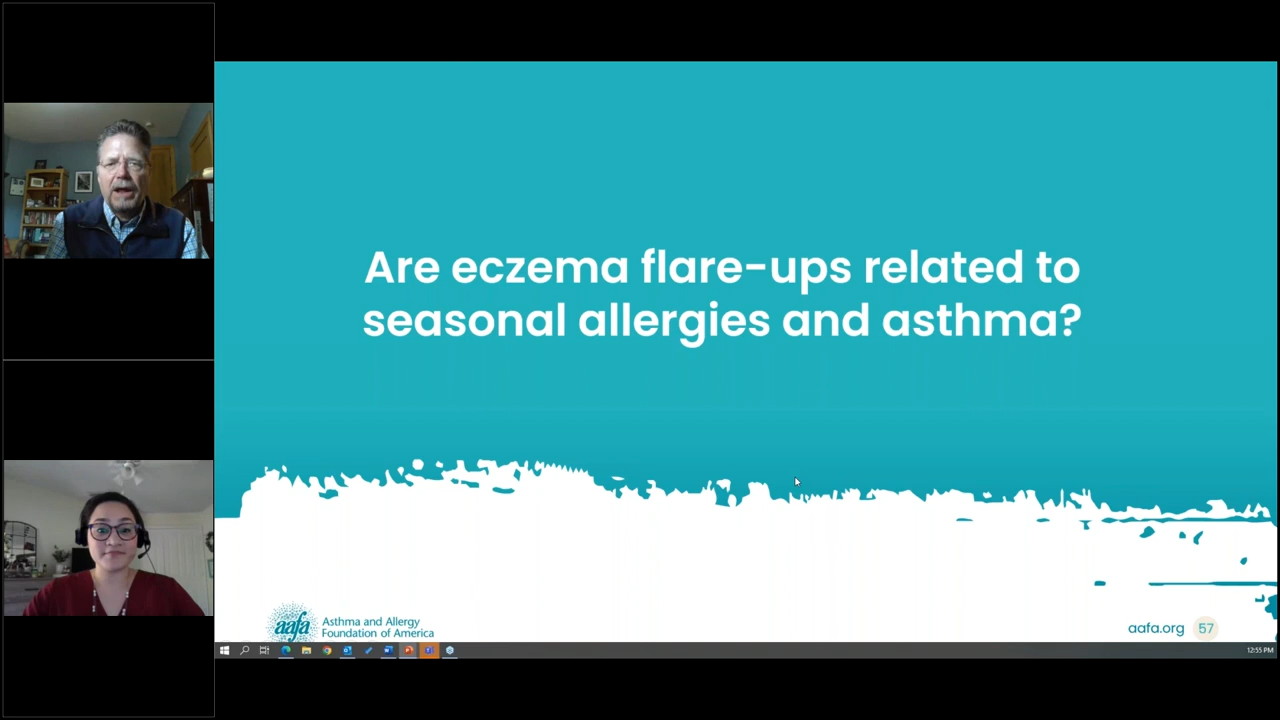 Are eczema flare-ups related to
seasonal allergies and asthma?
aafa
Asthma and Allergy
Foundation of America
aafa.org
57
12:55 PM